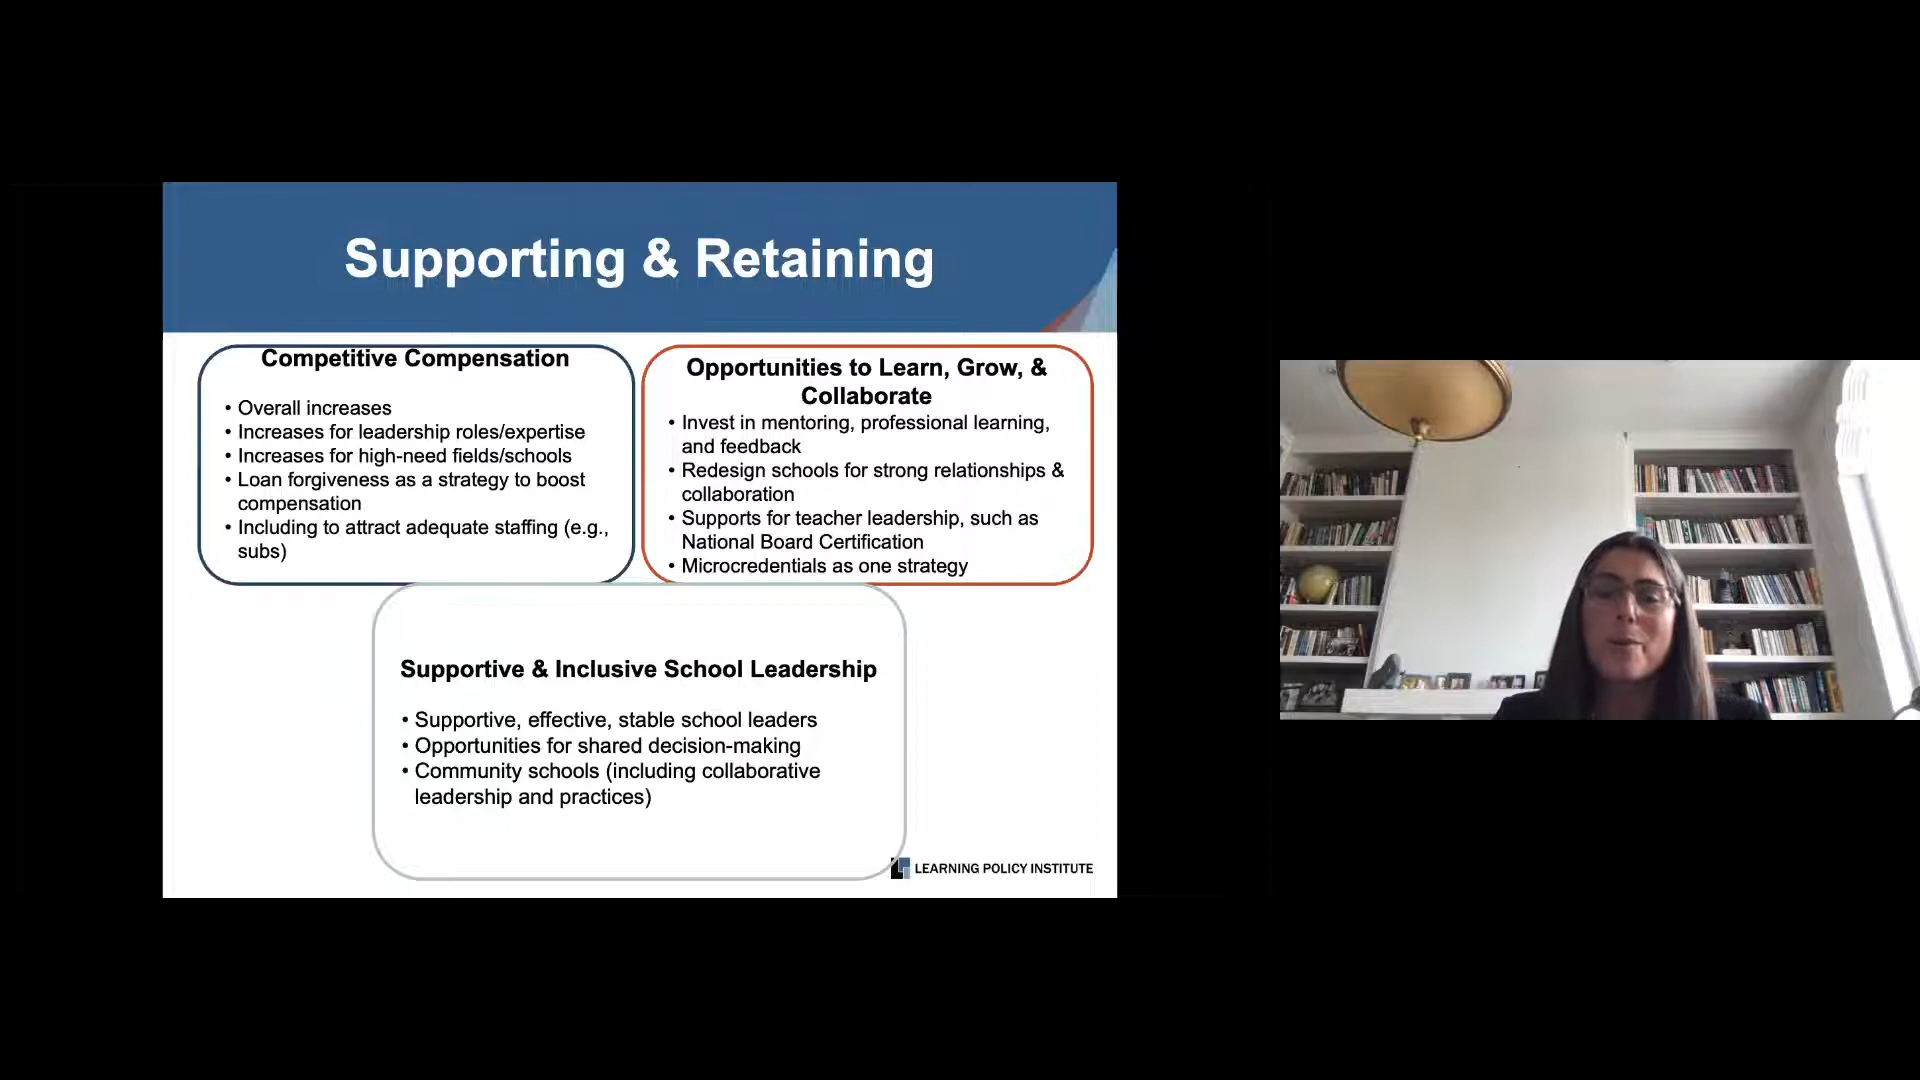 Supporting & Retaining
Competitive Compensation
• Overall increases
• Increases for leadership roles/expertise
• Increases for high-need fields/schools
• Loan forgiveness as a strategy to boost
compensation
• Including to attract adequate staffing (e.g.,
subs)
Opportunities to Learn, Grow, &
Collaborate
• Invest in mentoring, professional learning,
and feedback
• Redesign schools for strong relationships &
collaboration
• Supports for teacher leadership, such as
National Board Certification
• Microcredentials as one strategy
Supportive & Inclusive School Leadership
• Supportive, effective, stable school leaders
• Opportunities for shared decision-making
• Community schools (including collaborative
leadership and practices)
LEARNING POLICY INSTITUTE